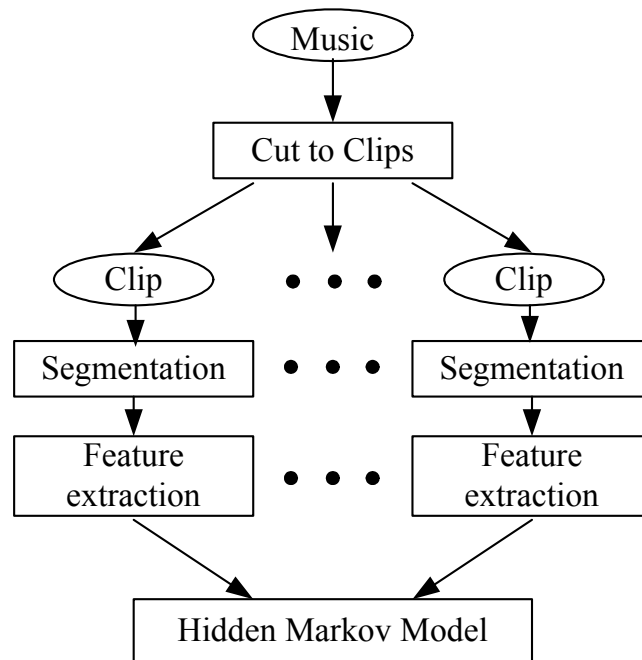 Music
Cut to Clips
Clip
Clip
Segmentation
Segmentation
Feature
extraction
Feature
extraction
Hidden Markov Model